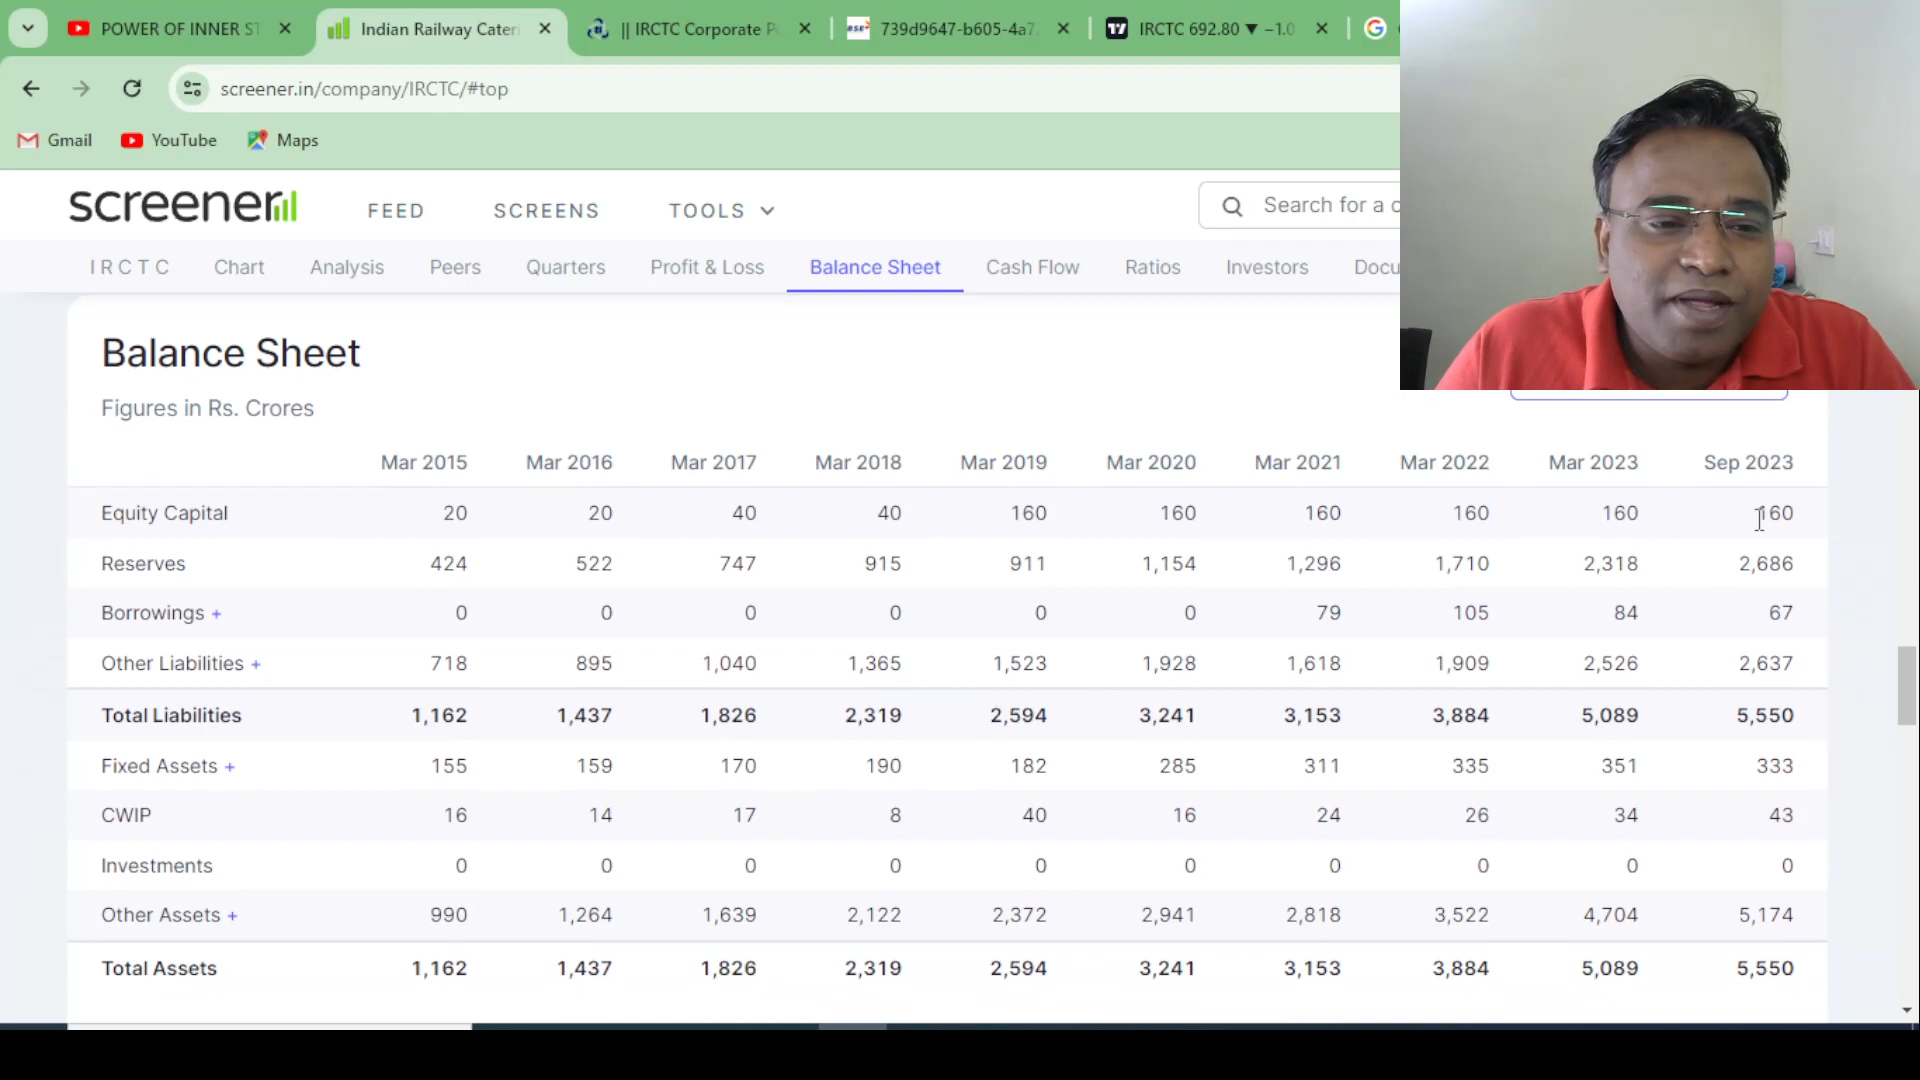 POWER OF INNER ST
Indian Railway Cateri
|| IRCTC Corporate Po
BSE
739d9647-b605-4a7
IRCTC 692.80 ▼ −1.0
screener.in/company/IRCTC/#top
Gmail YouTube Maps
screener FEED SCREENS TOOLS Search for a c
I R C T C Chart Analysis Peers Quarters Profit & Loss Balance Sheet Cash Flow Ratios Investors Docu
Balance Sheet
Figures in Rs. Crores
Mar 2015 Mar 2016 Mar 2017 Mar 2018 Mar 2019 Mar 2020 Mar 2021 Mar 2022 Mar 2023 Sep 2023
Equity Capital 20 20 40 40 160 160 160 160 160 160
Reserves 424 522 747 915 911 1,154 1,296 1,710 2,318 2,686
Borrowings + 0 0 0 0 0 0 79 105 84 67
Other Liabilities + 718 895 1,040 1,365 1,523 1,928 1,618 1,909 2,526 2,637
Total Liabilities 1,162 1,437 1,826 2,319 2,594 3,241 3,153 3,884 5,089 5,550
Fixed Assets + 155 159 170 190 182 285 311 335 351 333
CWIP 16 14 17 8 40 16 24 26 34 43
Investments 0 0 0 0 0 0 0 0 0 0
Other Assets + 990 1,264 1,639 2,122 2,372 2,941 2,818 3,522 4,704 5,174
Total Assets 1,162 1,437 1,826 2,319 2,594 3,241 3,153 3,884 5,089 5,550